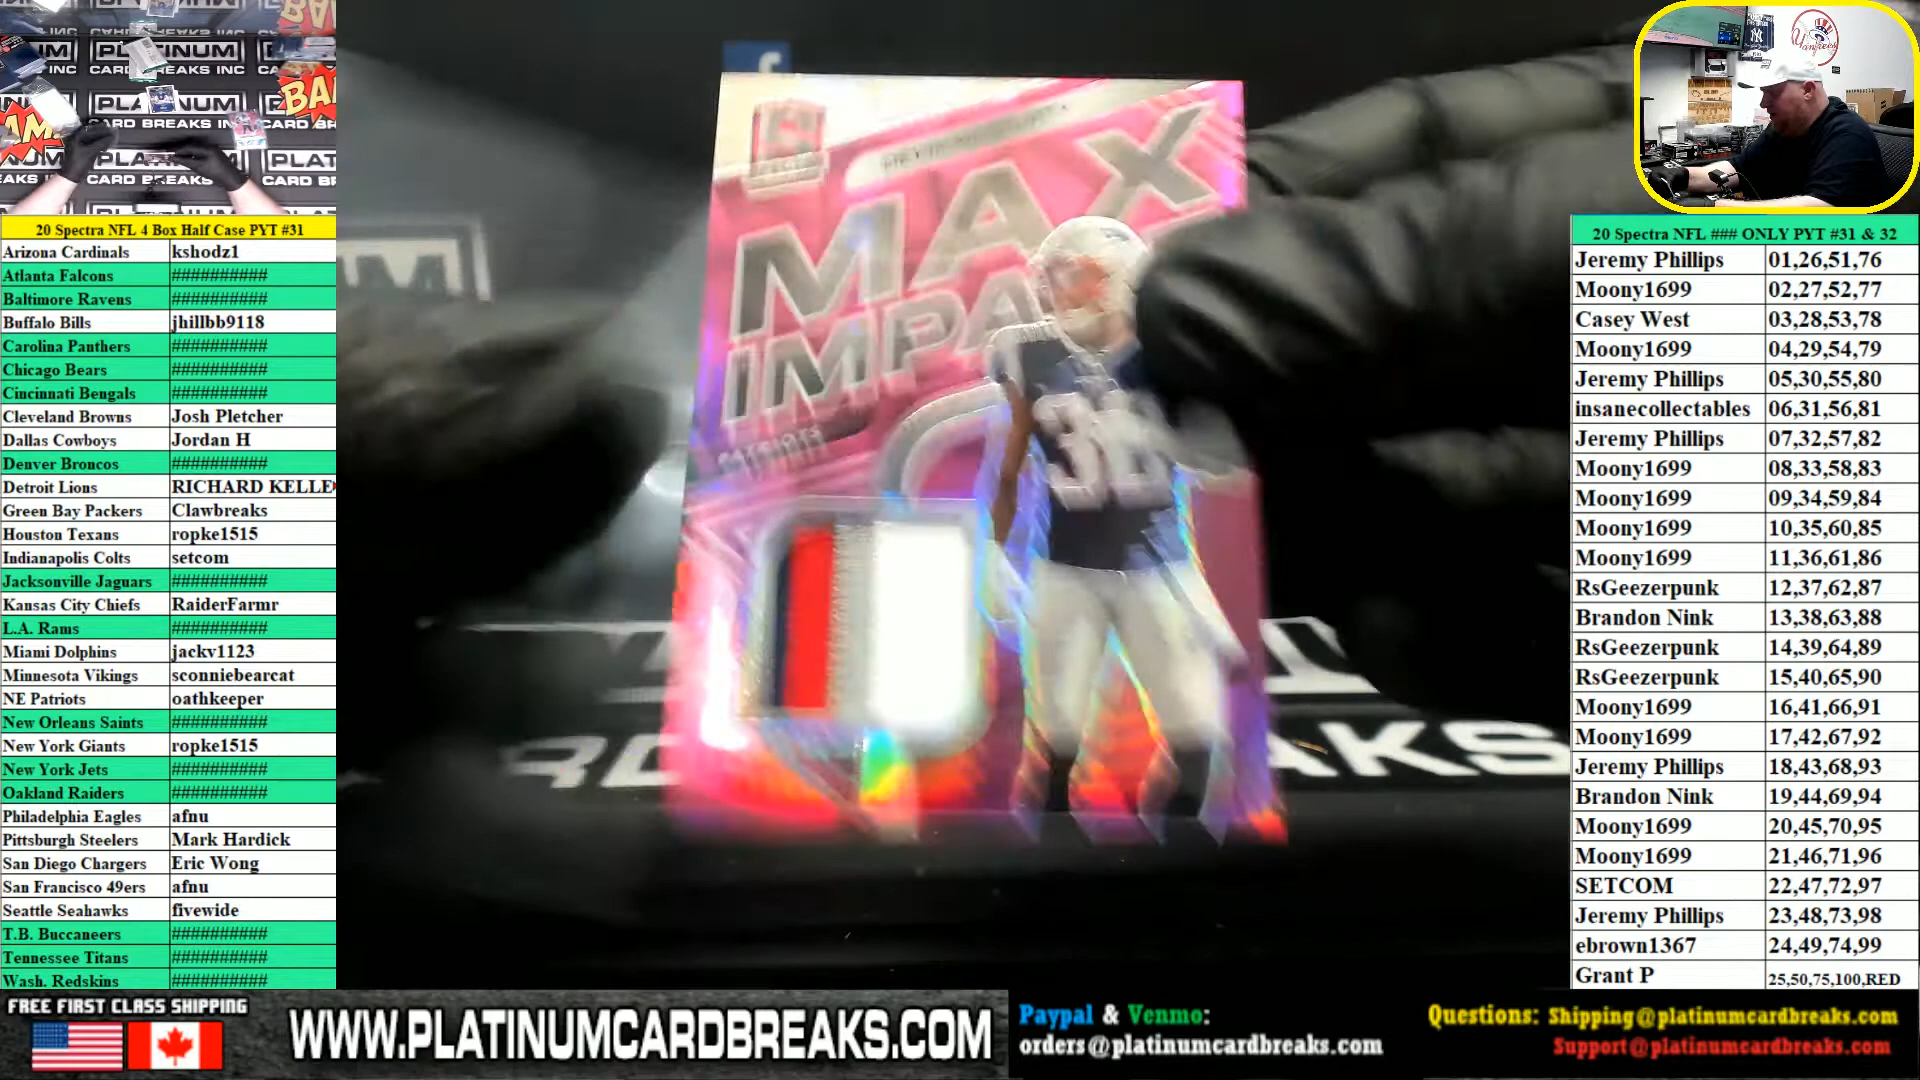 PLATINUM
CARD BREAKS INC
BAM
20 Spectra NFL 4 Box Half Case PYT #31
Arizona Cardinals kshodz1
Atlanta Falcons ##########
Baltimore Ravens ##########
Buffalo Bills jhillbb9118
Carolina Panthers ##########
Chicago Bears ##########
Cincinnati Bengals ##########
Cleveland Browns Josh Pletcher
Dallas Cowboys Jordan H
Denver Broncos ##########
Detroit Lions RICHARD KELLE
Green Bay Packers Clawbreaks
Houston Texans ropke1515
Indianapolis Colts setcom
Jacksonville Jaguars ##########
Kansas City Chiefs RaiderFarmr
L.A. Rams ##########
Miami Dolphins jackv1123
Minnesota Vikings sconniebearcat
NE Patriots oathkeeper
New Orleans Saints ##########
New York Giants ropke1515
New York Jets ##########
Oakland Raiders ##########
Philadelphia Eagles afnu
Pittsburgh Steelers Mark Hardick
San Diego Chargers Eric Wong
San Francisco 49ers afnu
Seattle Seahawks fivewide
T.B. Buccaneers ##########
Tennessee Titans ##########
Wash. Redskins ##########
MAX
IMPA
AKS
Yankees
20 Spectra NFL ### ONLY PYT #31 & 32
Jeremy Phillips 01,26,51,76
Moony1699 02,27,52,77
Casey West 03,28,53,78
Moony1699 04,29,54,79
Jeremy Phillips 05,30,55,80
insanecollectables 06,31,56,81
Jeremy Phillips 07,32,57,82
Moony1699 08,33,58,83
Moony1699 09,34,59,84
Moony1699 10,35,60,85
Moony1699 11,36,61,86
RsGeezerpunk 12,37,62,87
Brandon Nink 13,38,63,88
RsGeezerpunk 14,39,64,89
RsGeezerpunk 15,40,65,90
Moony1699 16,41,66,91
Moony1699 17,42,67,92
Jeremy Phillips 18,43,68,93
Brandon Nink 19,44,69,94
Moony1699 20,45,70,95
Moony1699 21,46,71,96
SETCOM 22,47,72,97
Jeremy Phillips 23,48,73,98
ebrown1367 24,49,74,99
Grant P 25,50,75,100,RED
FREE FIRST CLASS SHIPPING
WWW.PLATINUMCARDBREAKS.COM
Paypal & Venmo:
orders@platinumcardbreaks.com
Questions: Shipping@platinumcardbreaks.com
Support@platinumcardbreaks.com